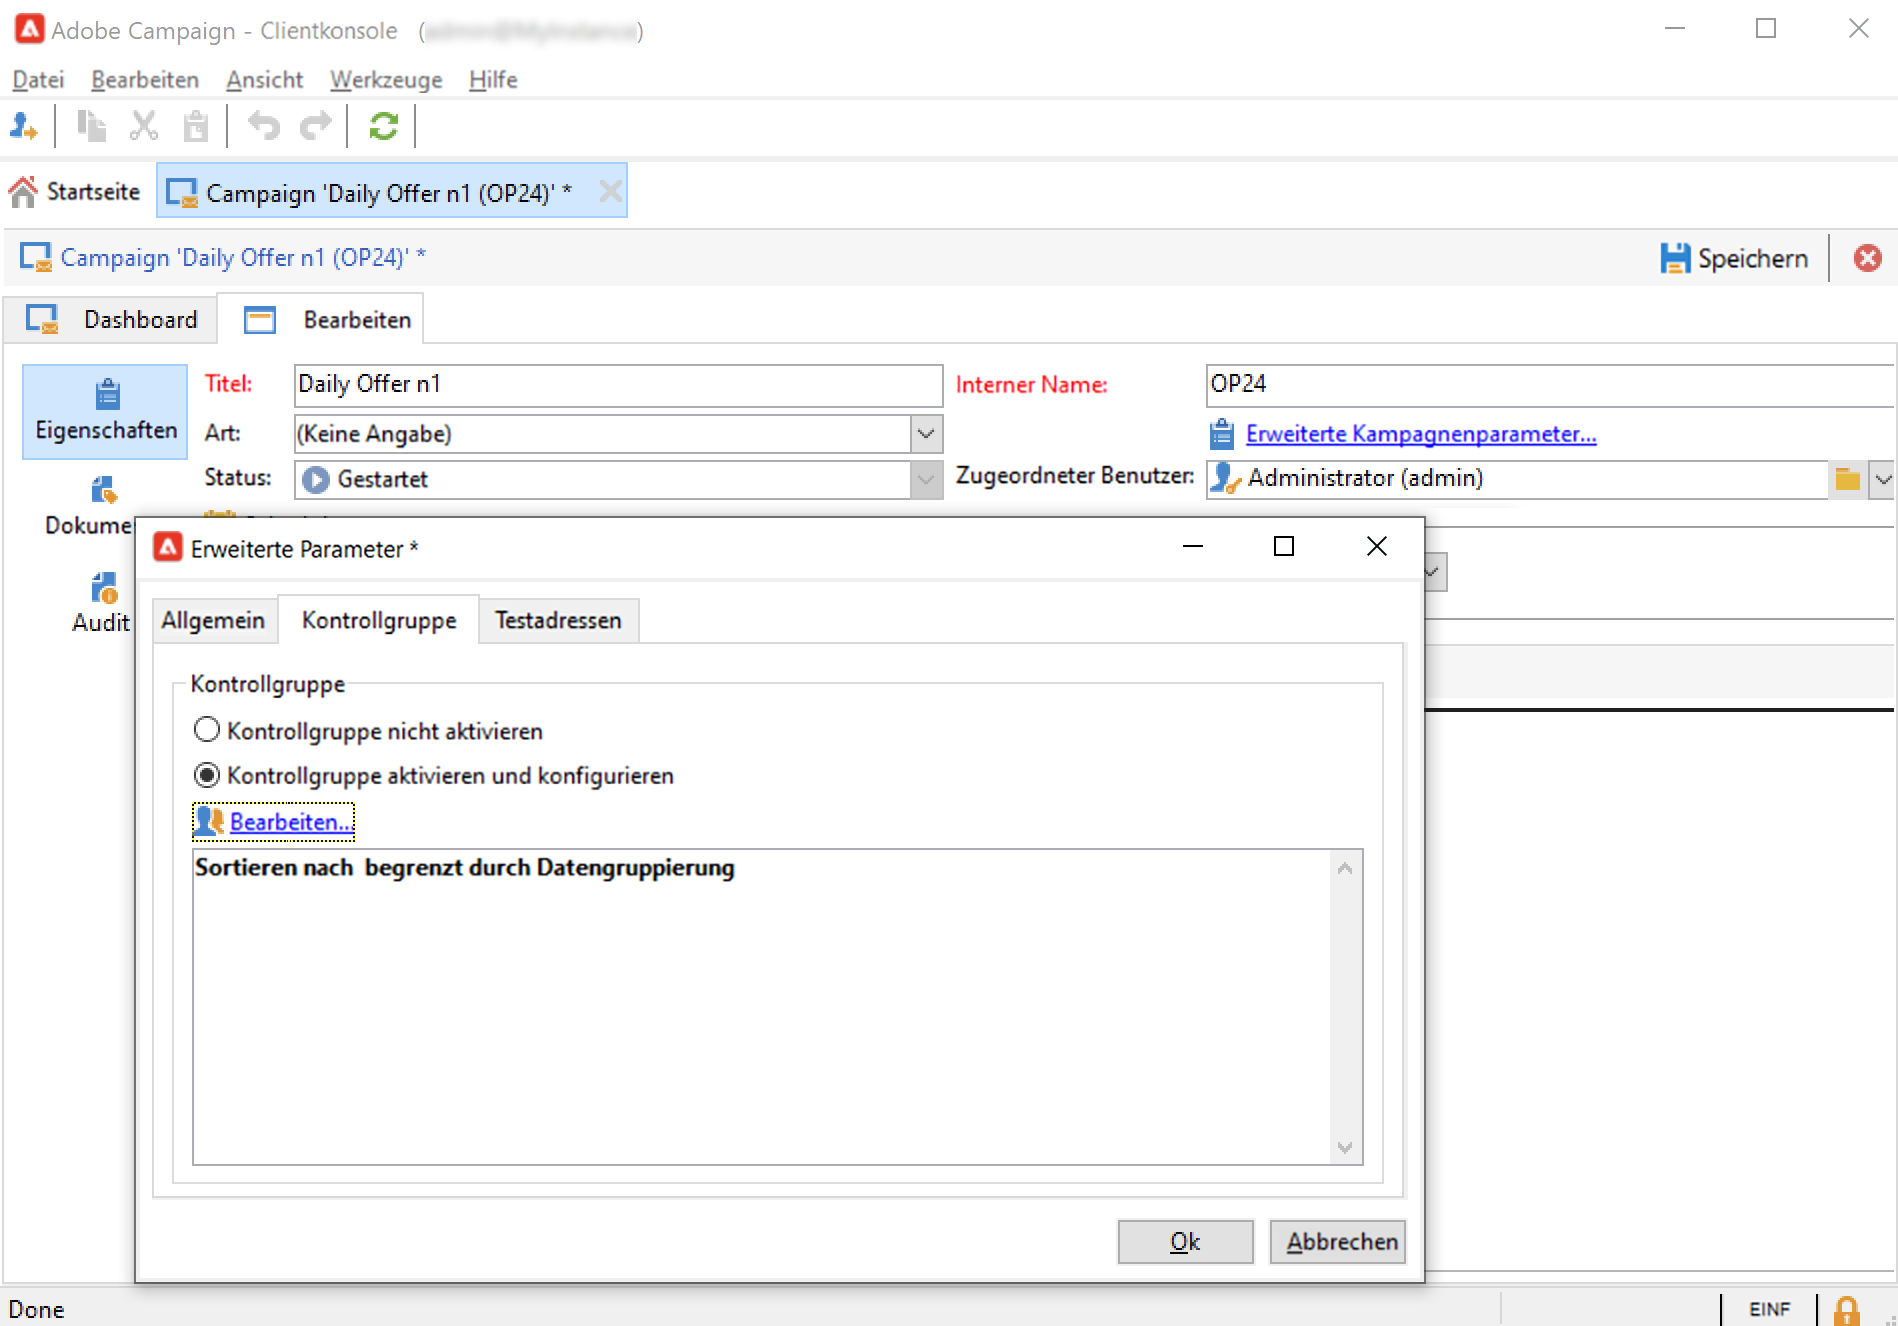 Adobe Campaign - Clientkonsole ( )
Datei Bearbeiten Ansicht Werkzeuge Hilfe
Startseite Campaign 'Daily Offer n1 (OP24)' *
Campaign 'Daily Offer n1 (OP24)' * Speichern
Dashboard Bearbeiten
Eigenschaften
Titel: Daily Offer n1 Interner Name: OP24
Art: (Keine Angabe) Erweiterte Kampagnenparameter...
Status: Gestartet Zugeordneter Benutzer: Administrator (admin)
Dokume
Audit
Erweiterte Parameter *
Allgemein Kontrollgruppe Testadressen
Kontrollgruppe
Kontrollgruppe nicht aktivieren
Kontrollgruppe aktivieren und konfigurieren
Bearbeiten...
Sortieren nach  begrenzt durch Datengruppierung
Ok Abbrechen
Done EINF